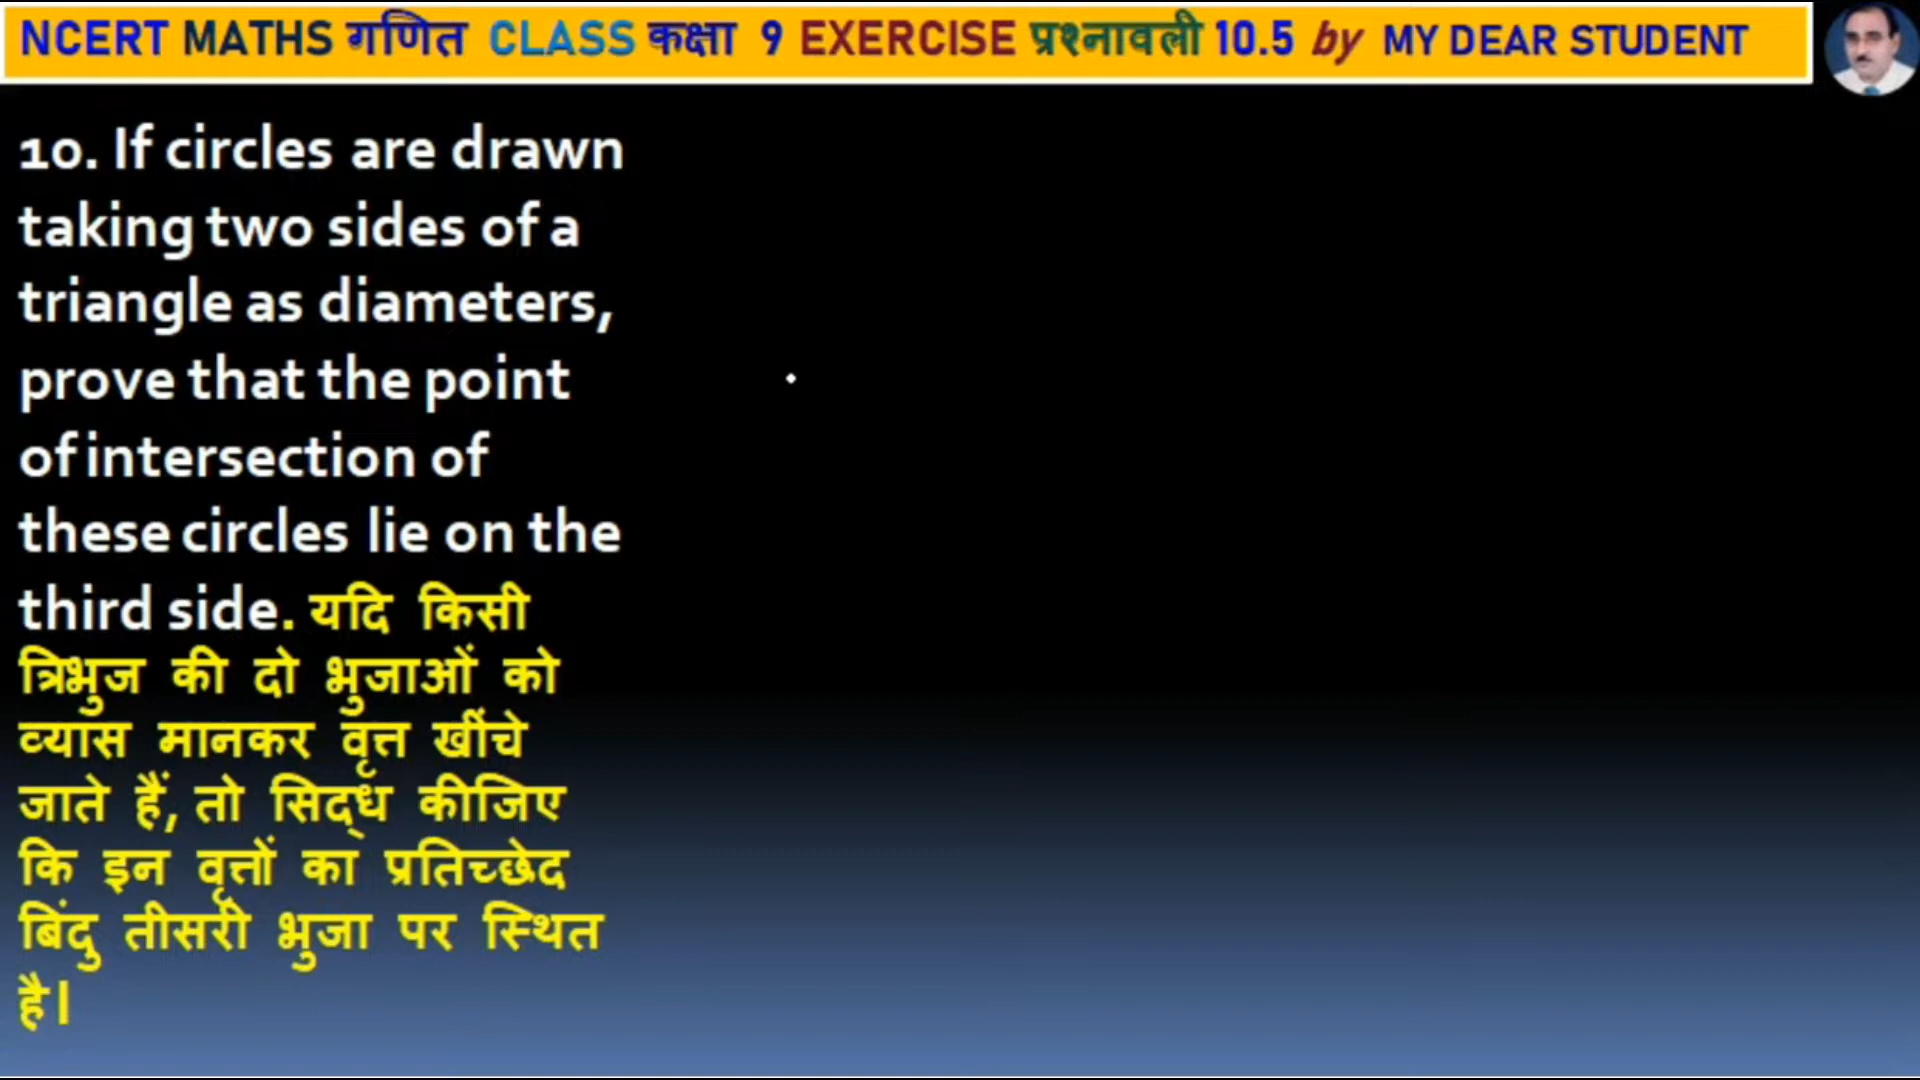 NCERT MATHS गणित CLASS कक्षा 9 EXERCISE प्रश्नावली 10.5 by MY DEAR STUDENT
10. If circles are drawn
taking two sides of a
triangle as diameters,
prove that the point
of intersection of
these circles lie on the
third side. यदि किसी
त्रिभुज की दो भुजाओं को
व्यास मानकर वृत्त खींचे
जाते हैं, तो सिद्ध कीजिए
कि इन वृत्तों का प्रतिच्छेद
बिंदु तीसरी भुजा पर स्थित
है।